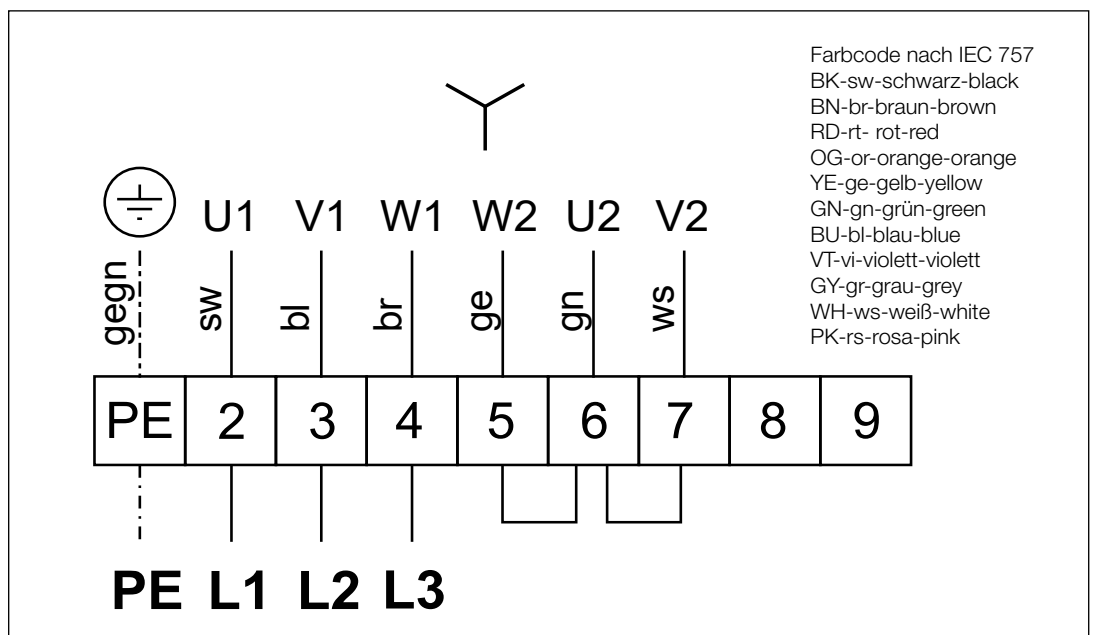 Farbcode nach IEC 757
BK-sw-schwarz-black
BN-br-braun-brown
RD-rt- rot-red
OG-or-orange-orange
YE-ge-gelb-yellow
GN-gn-grün-green
BU-bl-blau-blue
VT-vi-violett-violett
GY-gr-grau-grey
WH-ws-weiß-white
PK-rs-rosa-pink
U1 V1 W1 W2 U2 V2
gegn sw bl br ge gn ws
PE 2 3 4 5 6 7 8 9
PE L1 L2 L3